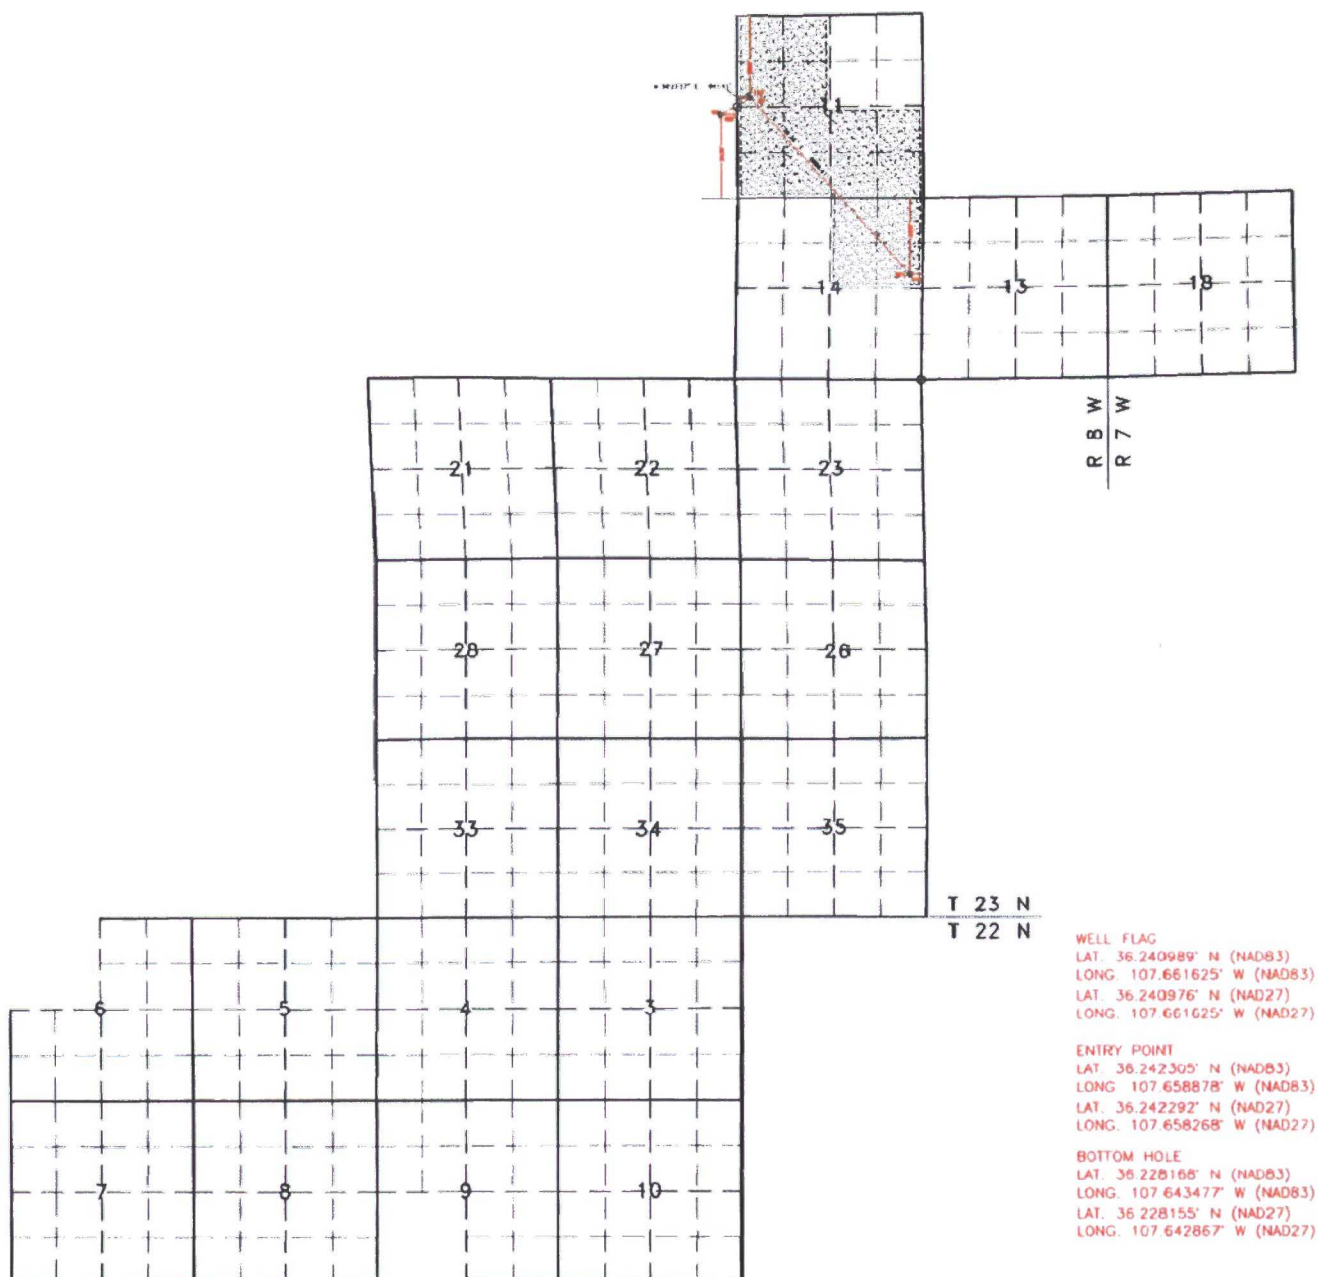 11
14
13
18
R 8 W
R 7 W
21
22
23
28
27
26
33
34
35
T 23 N
T 22 N
6
5
4
3
7
8
9
10
WELL FLAG
LAT. 36.240989° N (NAD83)
LONG. 107.661625° W (NAD83)
LAT. 36.240976° N (NAD27)
LONG. 107.661625° W (NAD27)
ENTRY POINT
LAT. 36.242305° N (NAD83)
LONG 107.658878° W (NAD83)
LAT. 36.242292° N (NAD27)
LONG. 107.658268° W (NAD27)
BOTTOM HOLE
LAT. 36.228168° N (NAD83)
LONG. 107.643477° W (NAD83)
LAT. 36.228155° N (NAD27)
LONG. 107.642867° W (NAD27)